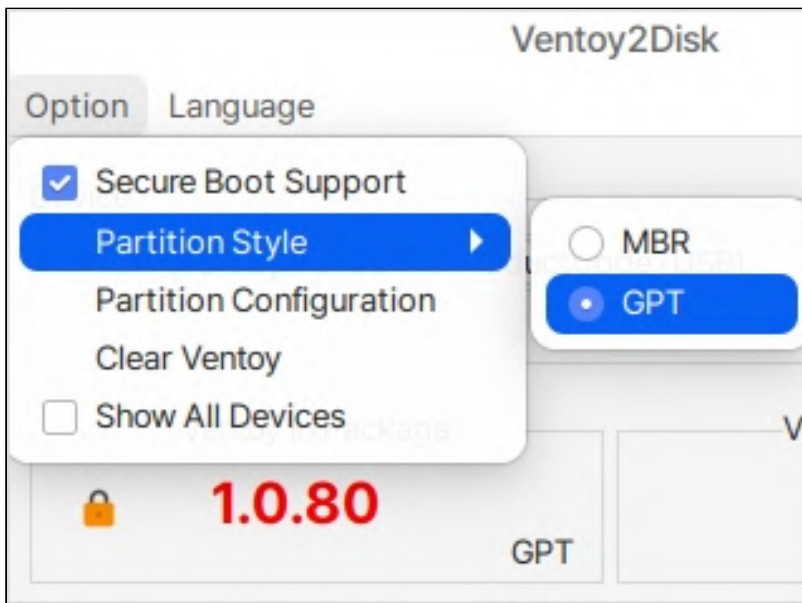 Ventoy2Disk
Option Language
Secure Boot Support
Partition Style
MBR
Partition Configuration
GPT
Clear Ventoy
Show All Devices
1.0.80
GPT